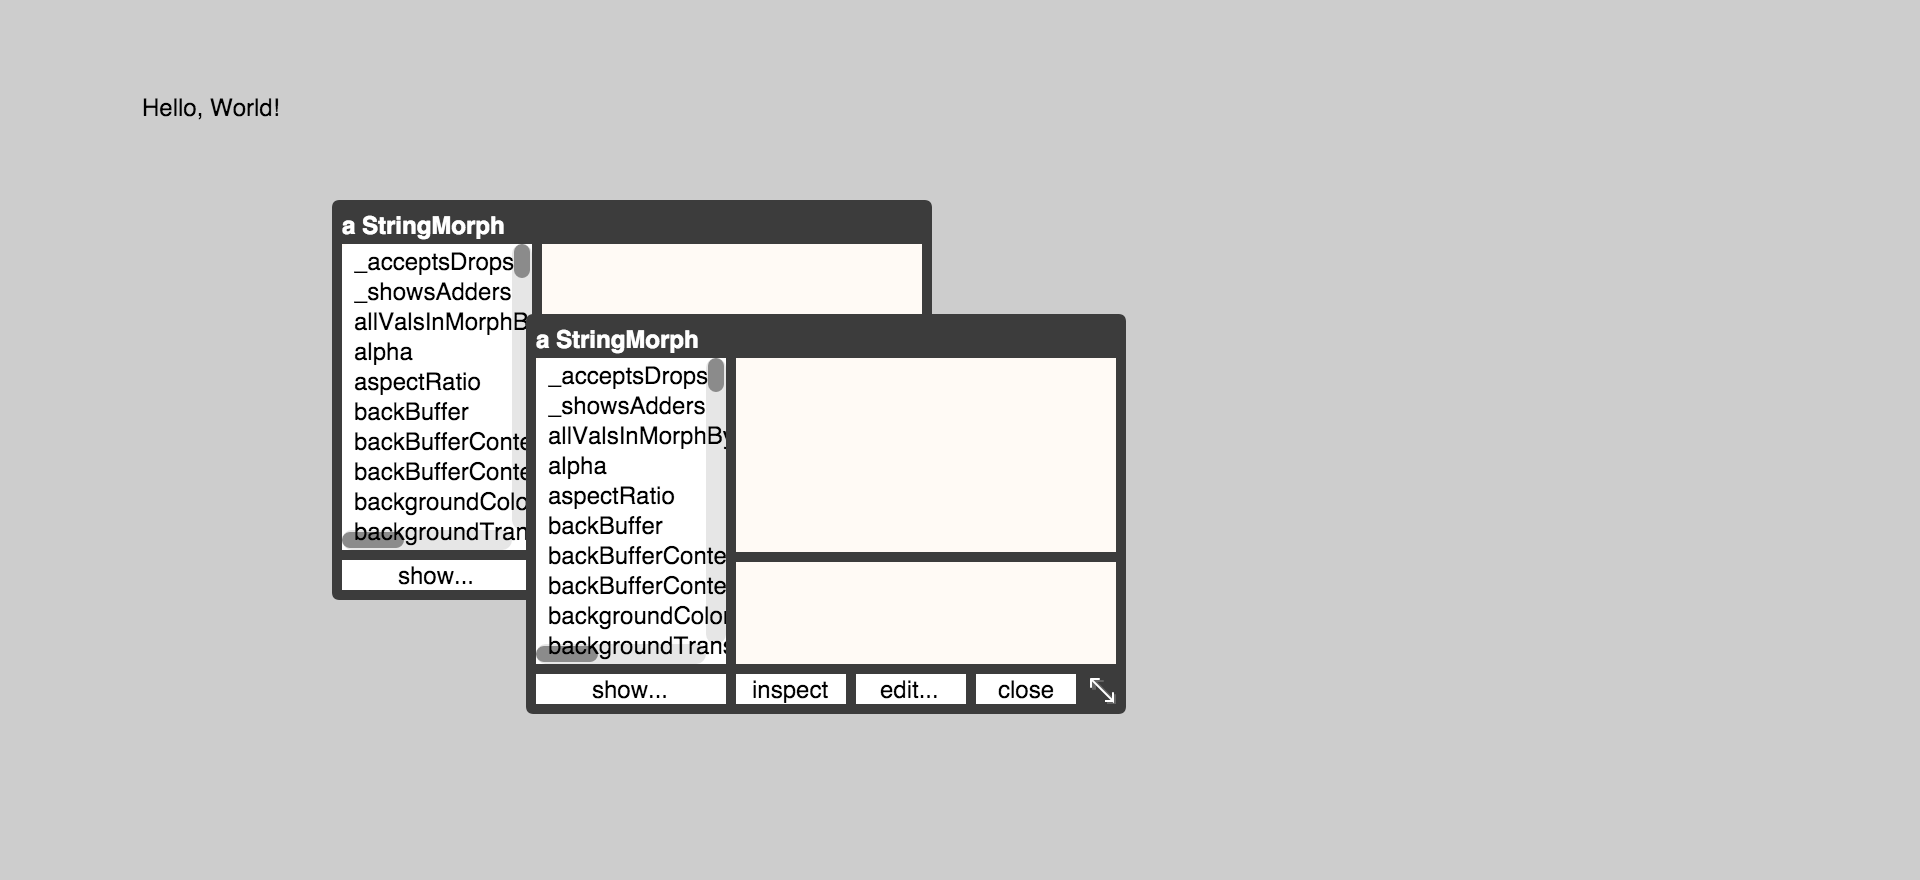 Hello, World!
a StringMorph
_acceptsDrops
_showsAdders
allValsInMorphB
alpha
aspectRatio
backBuffer
backBufferConte
backBufferConte
backgroundColo
backgroundTran
show...
a StringMorph
_acceptsDrops
_showsAdders
allValsInMorphBy
alpha
aspectRatio
backBuffer
backBufferConte
backBufferConte
backgroundColor
backgroundTrans
show... inspect edit... close